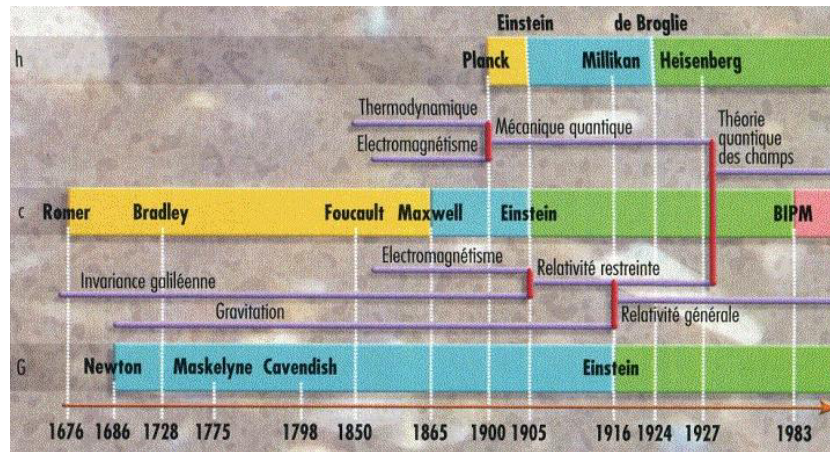 Einstein de Broglie
h Planck Millikan Heisenberg
Thermodynamique
Electromagnétisme
Mécanique quantique
Théorie
quantique
des champs
c Romer Bradley Foucault Maxwell Einstein BIPM
Electromagnétisme
Invariance galiléenne
Relativité restreinte
Gravitation
Relativité générale
G Newton Maskelyne Cavendish Einstein
1676 1686 1728 1775 1798 1850 1865 1900 1905 1916 1924 1927 1983